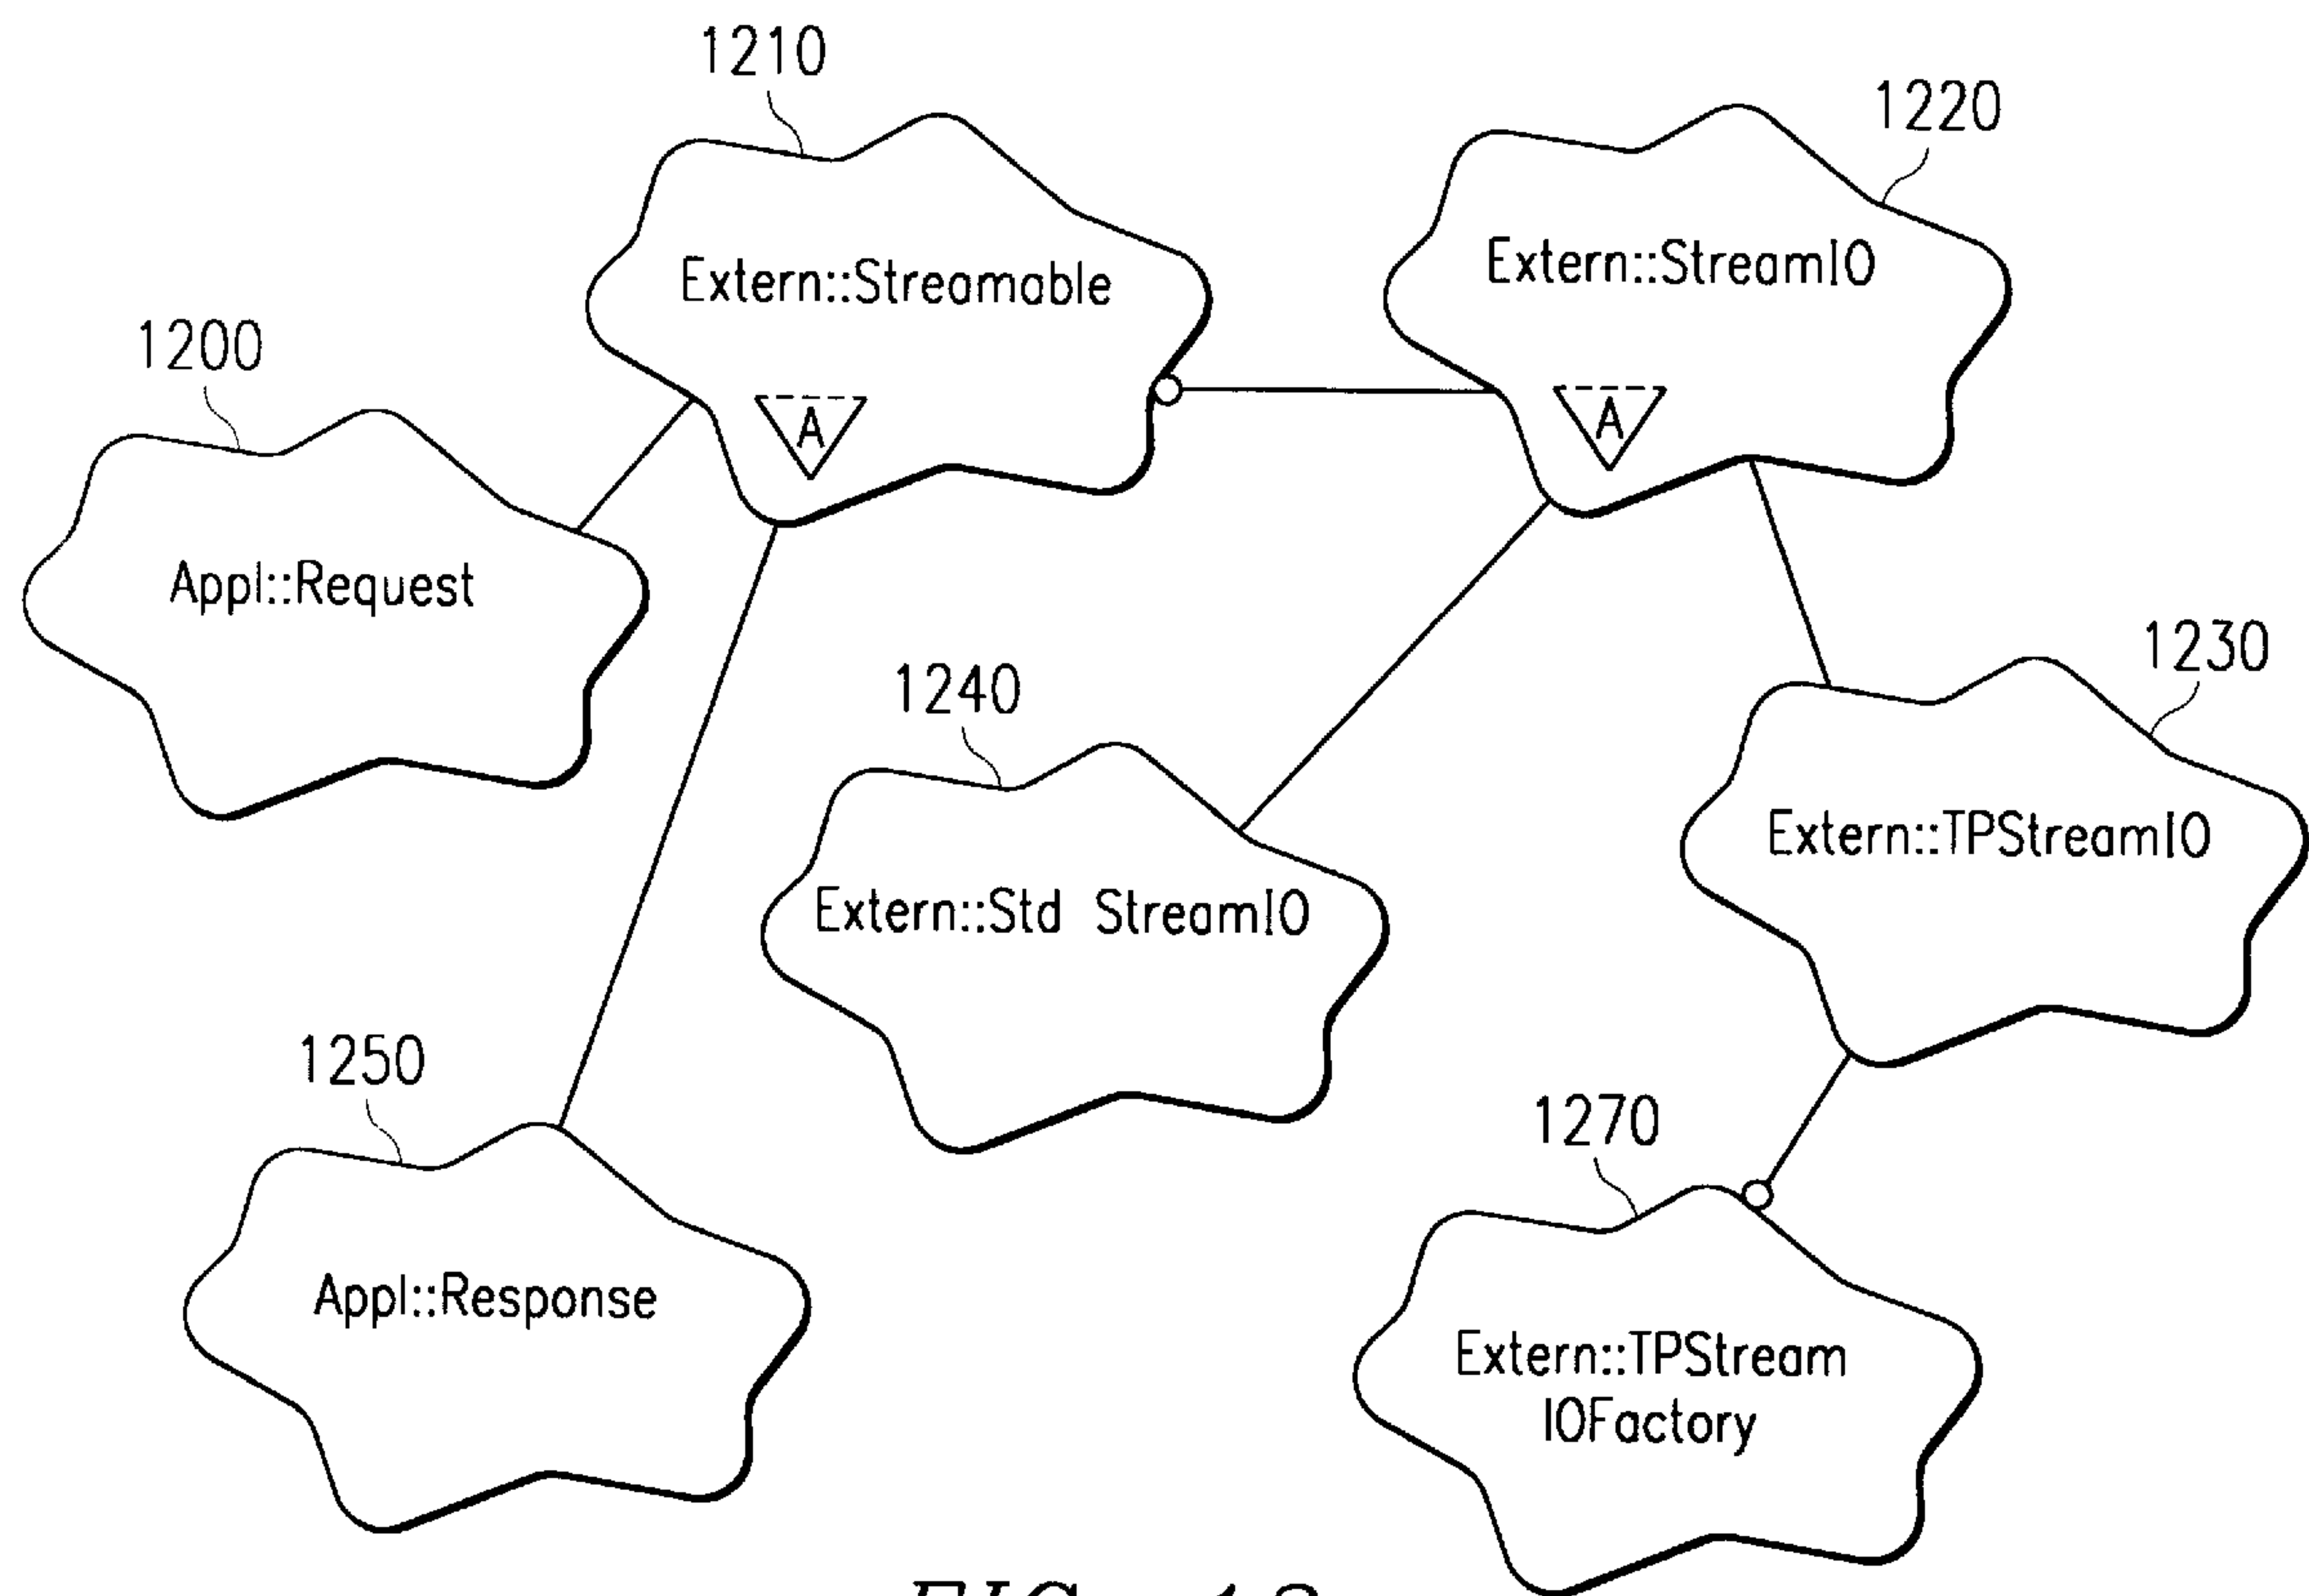 1210
1220
Extern::Streamable
A
Extern::StreamIO
A
1200
Appl::Request
1230
Extern::TPStreamIO
1240
Extern::Std StreamIO
1250
Appl::Response
1270
Extern::TPStream
IOFactory